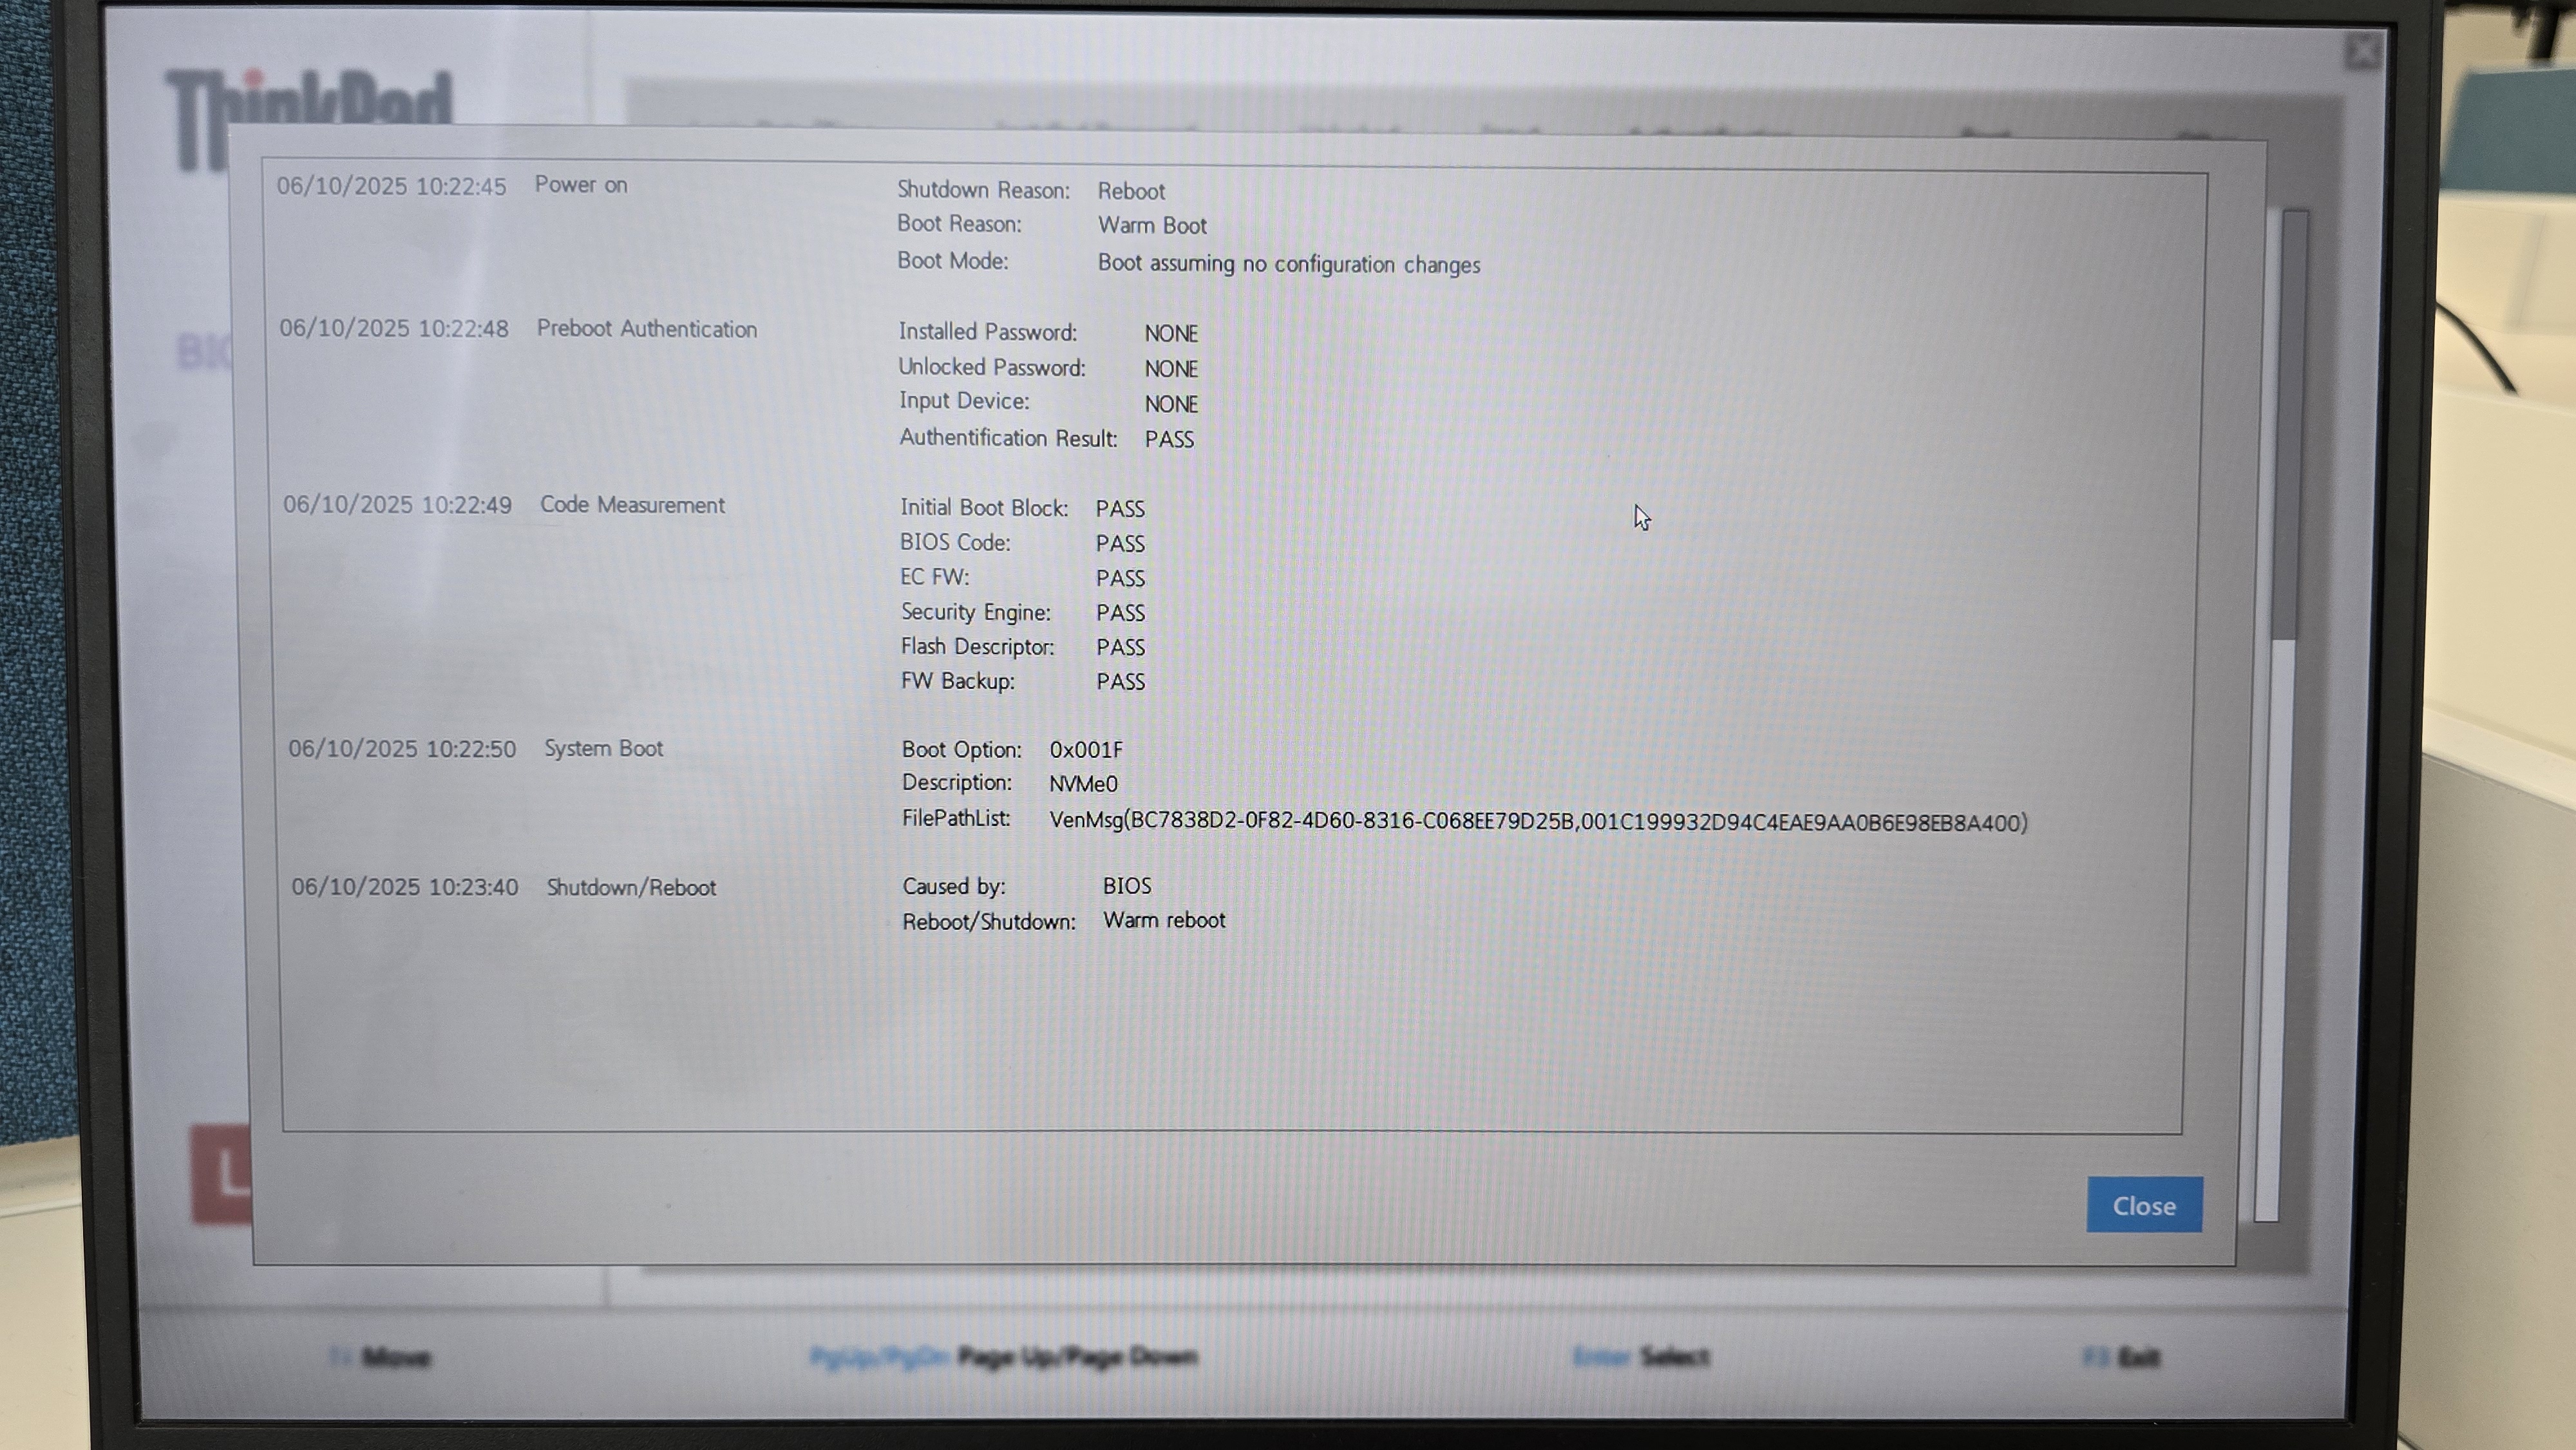 ThinkPad
06/10/2025 10:22:45 Power on Shutdown Reason: Reboot
Boot Reason: Warm Boot
Boot Mode: Boot assuming no configuration changes
06/10/2025 10:22:48 Preboot Authentication Installed Password: NONE
Unlocked Password: NONE
Input Device: NONE
Authentification Result: PASS
06/10/2025 10:22:49 Code Measurement Initial Boot Block: PASS
BIOS Code: PASS
EC FW: PASS
Security Engine: PASS
Flash Descriptor: PASS
FW Backup: PASS
06/10/2025 10:22:50 System Boot Boot Option: 0x001F
Description: NVMe0
FilePathList: VenMsg(BC7838D2-0F82-4D60-8316-C068EE79D25B,001C199932D94C4EAE9AA0B6E98EB8A400)
06/10/2025 10:23:40 Shutdown/Reboot Caused by: BIOS
Reboot/Shutdown: Warm reboot
Close
Move PgUp/PgDn Page Up/Page Down Enter Select Exit